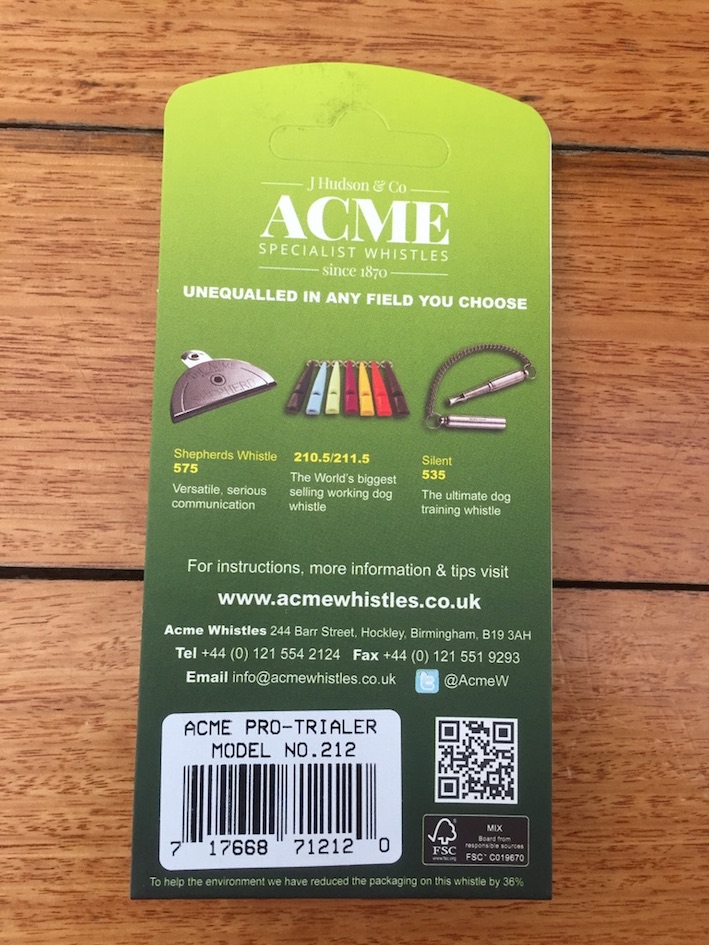 J Hudson & Co
ACME
SPECIALIST WHISTLES
since 1870
UNEQUALLED IN ANY FIELD YOU CHOOSE
Shepherds Whistle
575
Versatile, serious
communication
210.5/211.5
The World's biggest
selling working dog
whistle
Silent
535
The ultimate dog
training whistle
For instructions, more information & tips visit
www.acmewhistles.co.uk
Acme Whistles 244 Barr Street, Hockley, Birmingham, B19 3AH
Tel +44 (0) 121 554 2124 Fax +44 (0) 121 551 9293
Email info@acmewhistles.co.uk @AcmeW
ACME PRO-TRIALER
MODEL NO.212
7 17668 71212 0
FSC
www.fsc.org
MIX
Board from
responsible sources
FSC™ C019670
To help the environment we have reduced the packaging on this whistle by 36%